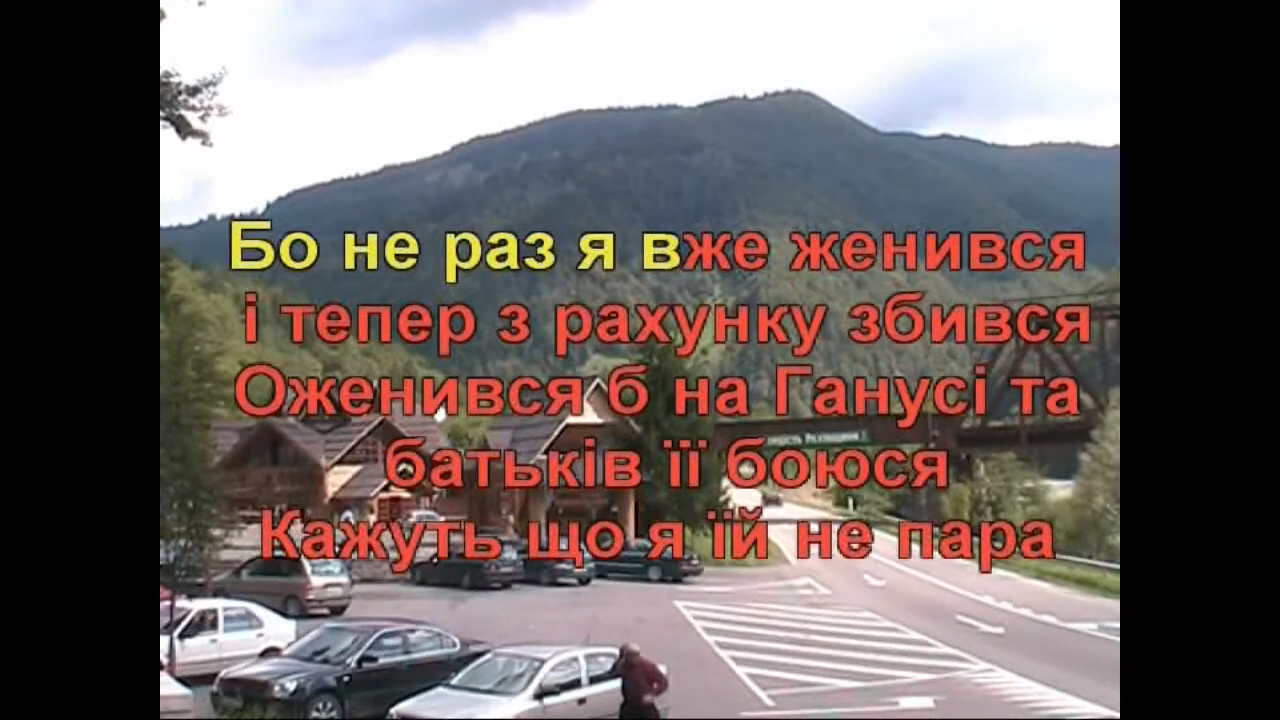 Бо не раз я вже женився
і тепер з рахунку збився
Оженився б на Ганусі та
батьків її боюся
Кажуть що я їй не пара